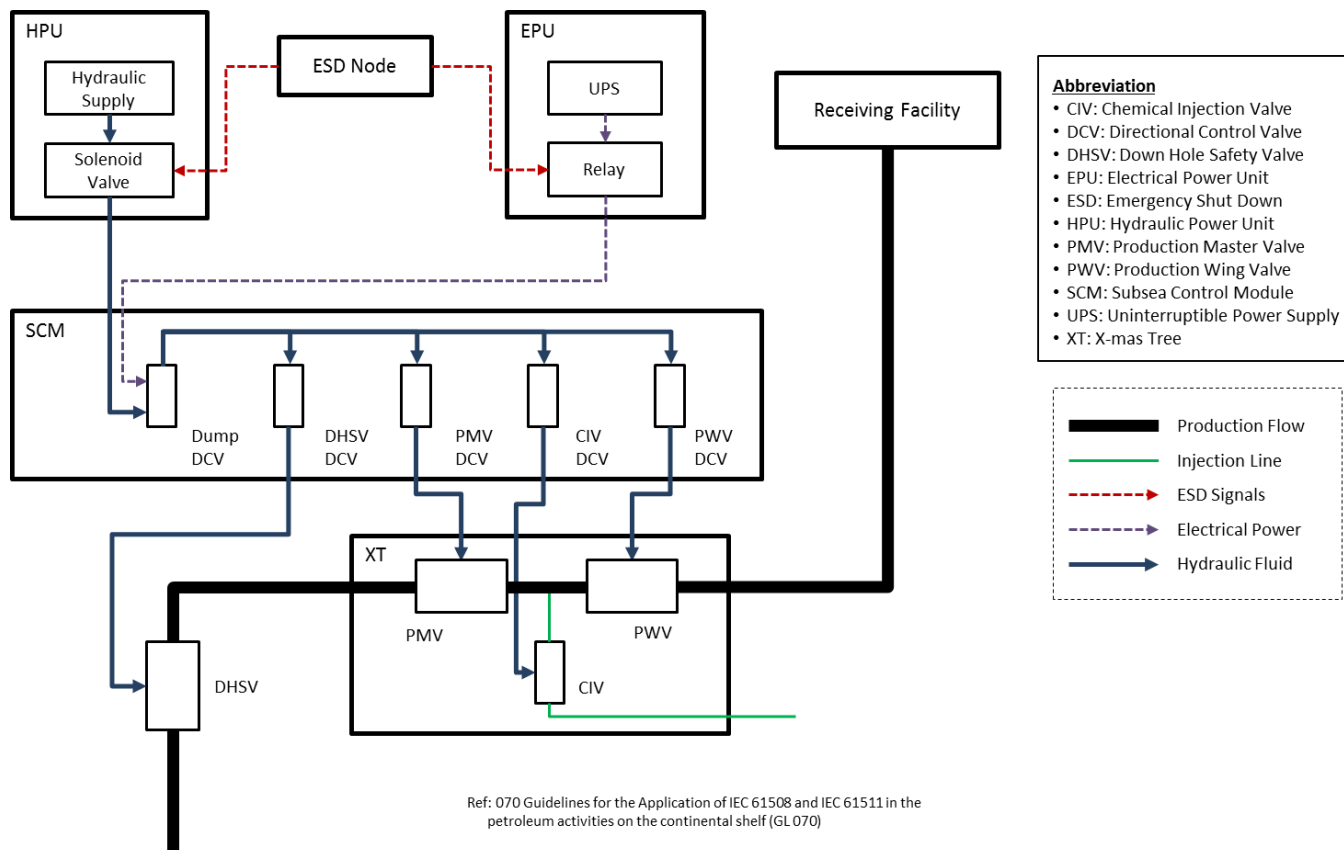 HPU
Hydraulic
Supply
Solenoid
Valve
ESD Node
EPU
UPS
Relay
Receiving Facility
Abbreviation
• CIV: Chemical Injection Valve
• DCV: Directional Control Valve
• DHSV: Down Hole Safety Valve
• EPU: Electrical Power Unit
• ESD: Emergency Shut Down
• HPU: Hydraulic Power Unit
• PMV: Production Master Valve
• PWV: Production Wing Valve
• SCM: Subsea Control Module
• UPS: Uninterruptible Power Supply
• XT: X-mas Tree
Production Flow
Injection Line
ESD Signals
Electrical Power
Hydraulic Fluid
SCM
Dump
DCV
DHSV
DCV
PMV
DCV
CIV
DCV
PWV
DCV
XT
PMV
PWV
CIV
DHSV
Ref: 070 Guidelines for the Application of IEC 61508 and IEC 61511 in the
petroleum activities on the continental shelf (GL 070)